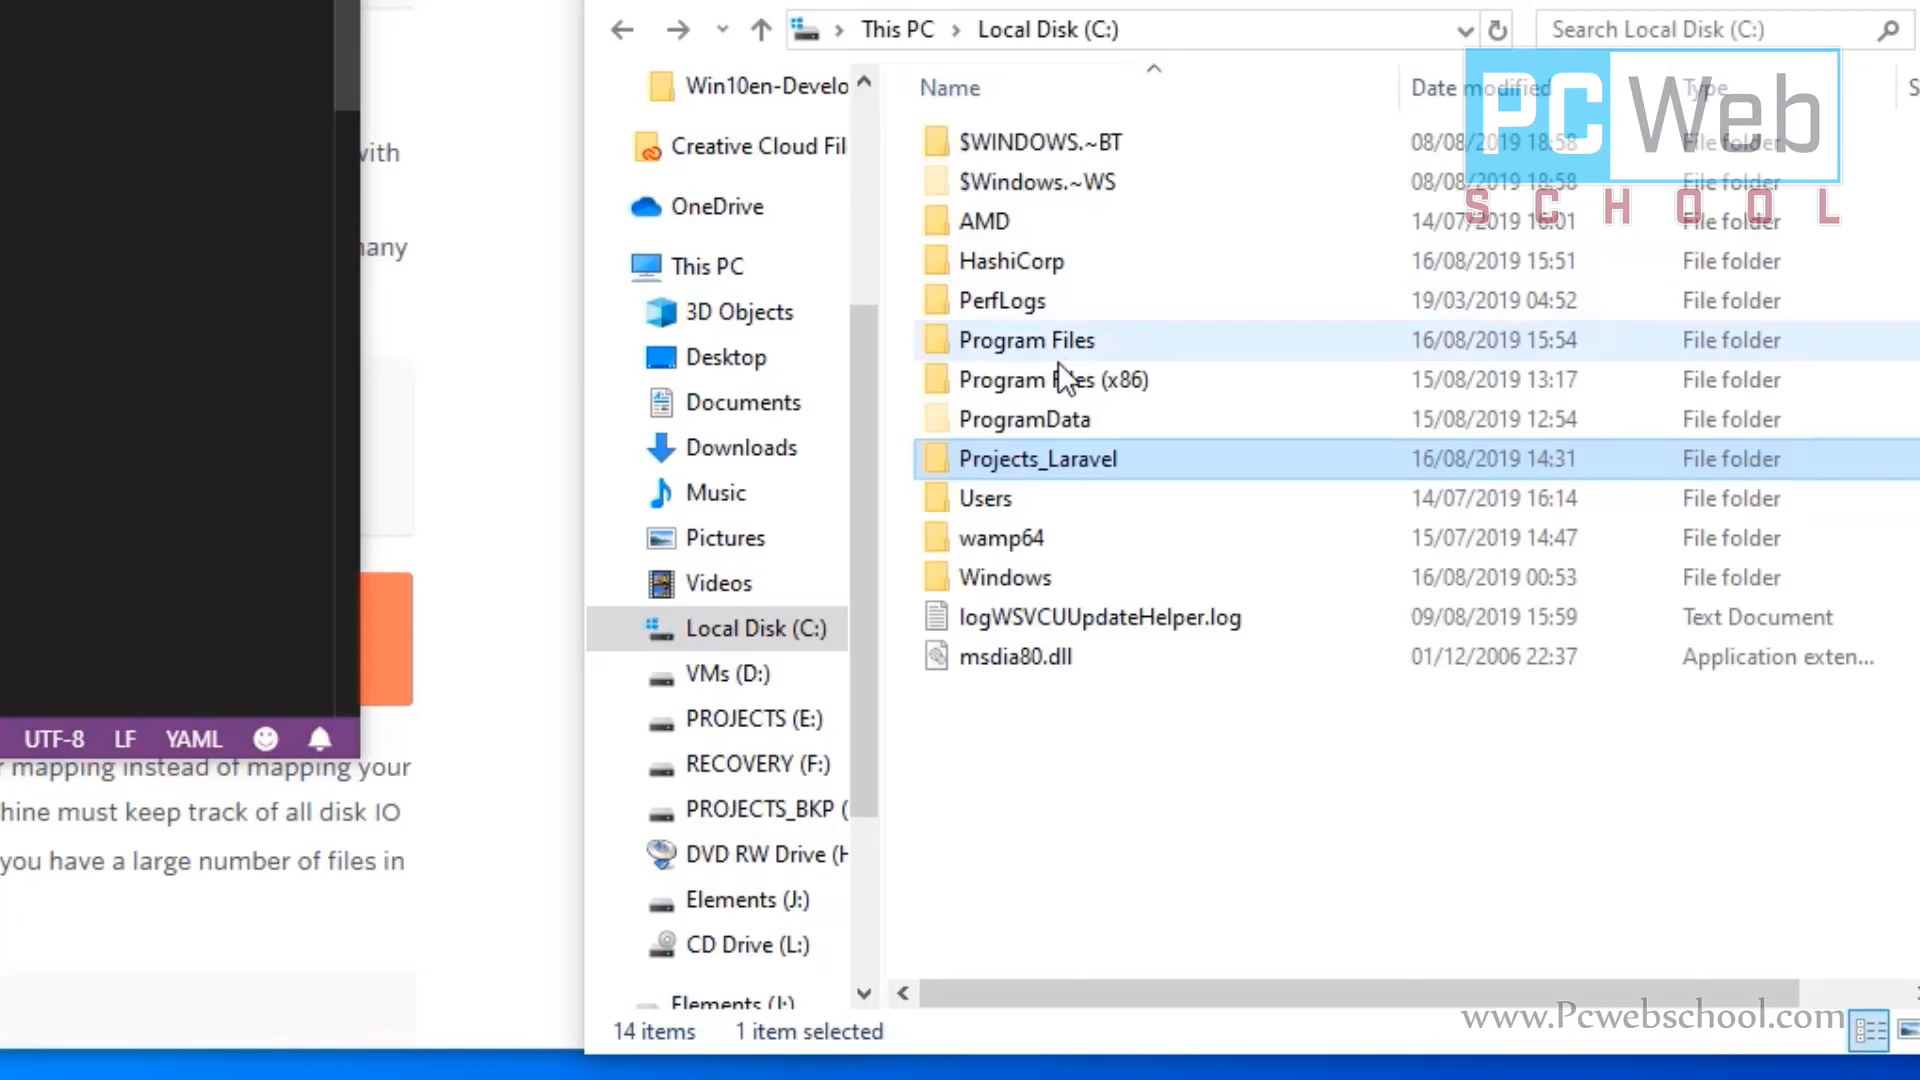 with
many
UTF-8 LF YAML
mapping instead of mapping your
hine must keep track of all disk IO
you have a large number of files in
This PC Local Disk (C:)
Search Local Disk (C:)
Win10en-Develo
Creative Cloud Fil
OneDrive
This PC
3D Objects
Desktop
Documents
Downloads
Music
Pictures
Videos
Local Disk (C:)
VMs (D:)
PROJECTS (E:)
RECOVERY (F:)
PROJECTS_BKP (
DVD RW Drive (H
Elements (J:)
CD Drive (L:)
Elements (J:)
Name Date modified Type S
$WINDOWS.~BT 08/08/2019 18:58 File folder
$Windows.~WS 08/08/2019 18:58 File folder
AMD 14/07/2019 16:01 File folder
HashiCorp 16/08/2019 15:51 File folder
PerfLogs 19/03/2019 04:52 File folder
Program Files 16/08/2019 15:54 File folder
Program Files (x86) 15/08/2019 13:17 File folder
ProgramData 15/08/2019 12:54 File folder
Projects_Laravel 16/08/2019 14:31 File folder
Users 14/07/2019 16:14 File folder
wamp64 15/07/2019 14:47 File folder
Windows 16/08/2019 00:53 File folder
logWSVCUUpdateHelper.log 09/08/2019 15:59 Text Document
msdia80.dll 01/12/2006 22:37 Application exten...
14 items 1 item selected
PC Web
SCHOOL
www.Pcwebschool.com